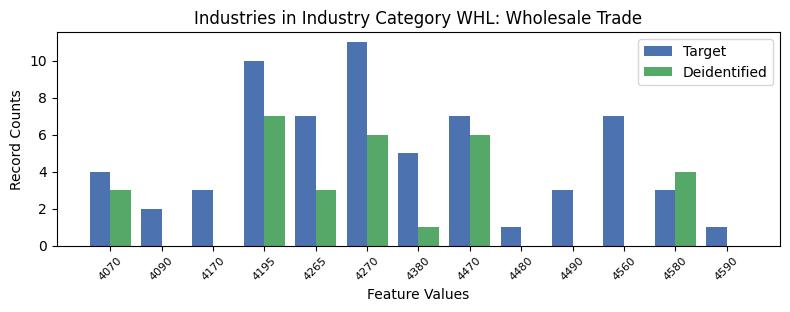 Industries in Industry Category WHL: Wholesale Trade
Target
Deidentified
Record Counts
10
8
6
4
2
0
4070 4090 4170 4195 4265 4270 4380 4470 4480 4490 4560 4580 4590
Feature Values